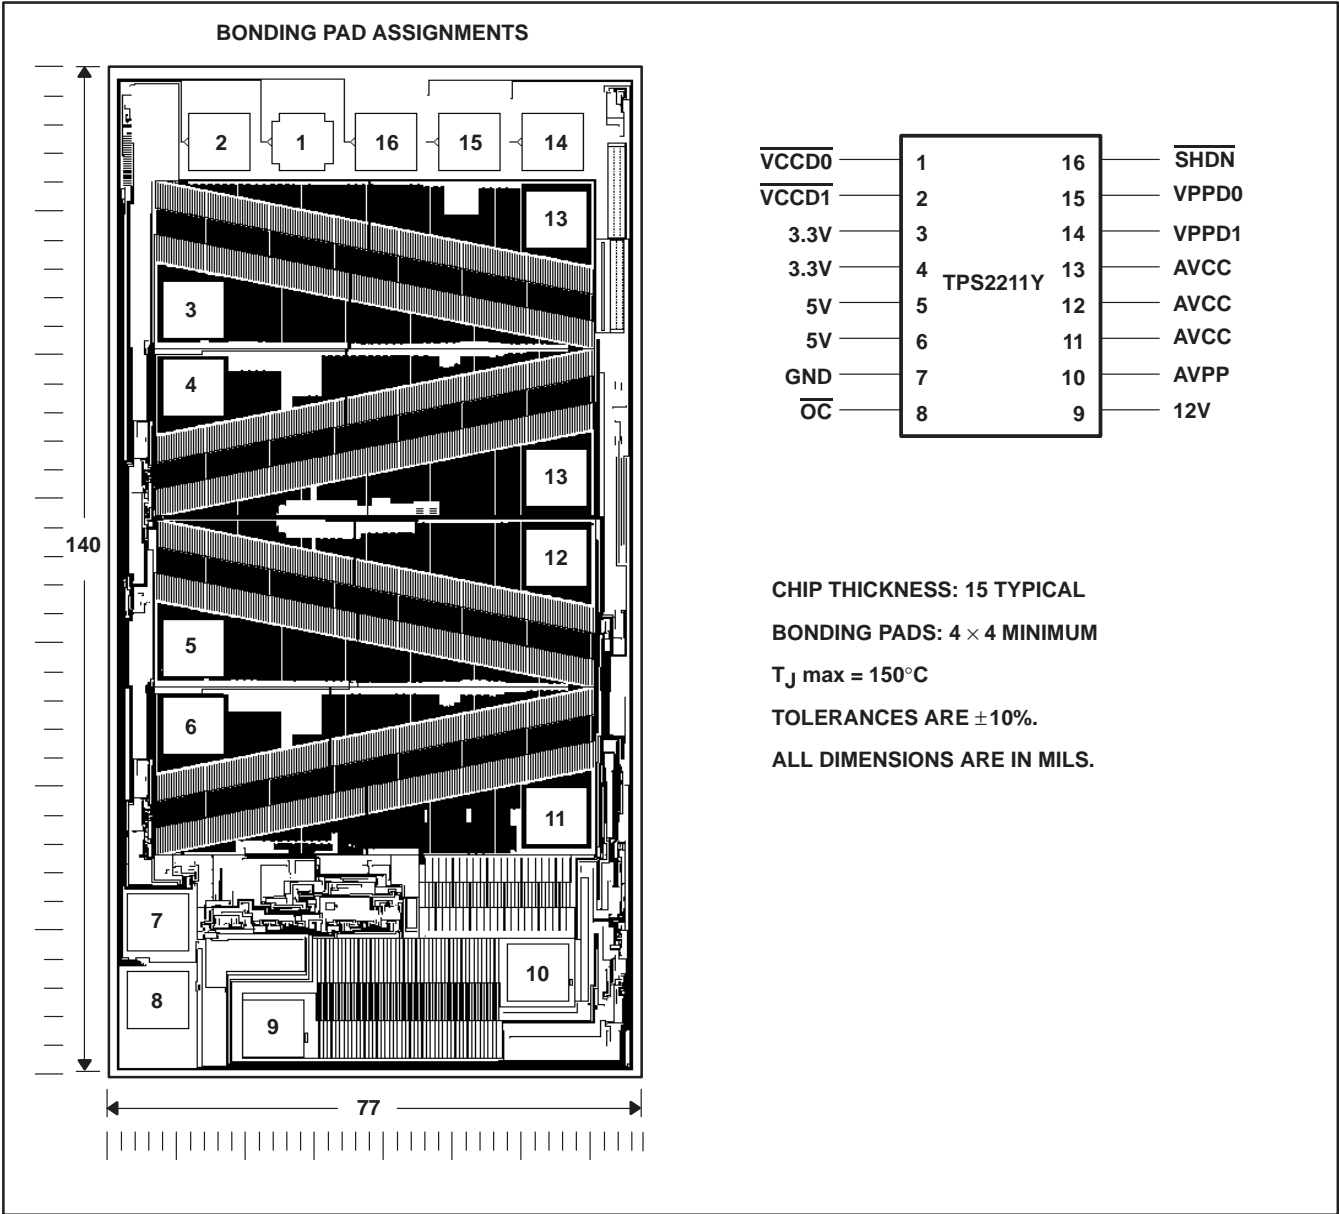 BONDING PAD ASSIGNMENTS
2 1 16 15 14
13
3
4
13
12
5
6
11
7
10
8
9
140
77
VCCD0 1 16 SHDN
VCCD1 2 15 VPPD0
3.3V 3 14 VPPD1
3.3V 4 13 AVCC
TPS2211Y
5V 5 12 AVCC
5V 6 11 AVCC
GND 7 10 AVPP
OC 8 9 12V
CHIP THICKNESS: 15 TYPICAL
BONDING PADS: 4 × 4 MINIMUM
TJ max = 150°C
TOLERANCES ARE ±10%.
ALL DIMENSIONS ARE IN MILS.